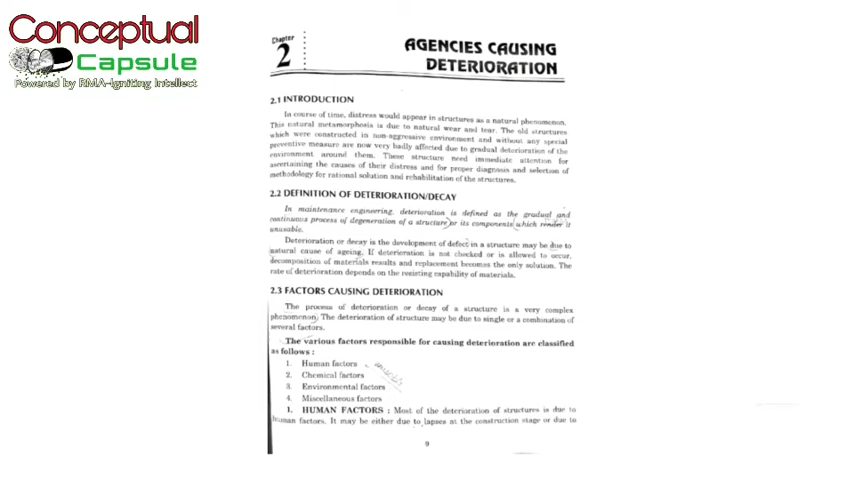 Conceptual
Capsule
Powered by RMA-Igniting Intellect
Chapter
2
AGENCIES CAUSING
DETERIORATION
2.1 INTRODUCTION
In course of time, distress would appear in structures as a natural phenomenon.
This natural metamorphosis is due to natural wear and tear. The old structures
which were constructed in non-aggressive environment and without any special
preventive measure are now very badly affected due to gradual deterioration of the
environment around them. These structure need immediate attention for
ascertaining the causes of their distress and for proper diagnosis and selection of
methodology for rational solution and rehabilitation of the structures.
2.2 DEFINITION OF DETERIORATION/DECAY
In maintenance engineering, deterioration is defined as the gradual and
continuous process of degeneration of a structure or its components which render it
unusable.
Deterioration or decay is the development of defect in a structure may be due to
natural cause of ageing. If deterioration is not checked or is allowed to occur,
decomposition of materials results and replacement becomes the only solution. The
rate of deterioration depends on the resisting capability of materials.
2.3 FACTORS CAUSING DETERIORATION
The process of deterioration or decay of a structure is a very complex
phenomenon. The deterioration of structure may be due to single or a combination of
several factors.
The various factors responsible for causing deterioration are classified
as follows :
1. Human factors
2. Chemical factors
3. Environmental factors
4. Miscellaneous factors
1. HUMAN FACTORS : Most of the deterioration of structures is due to
human factors. It may be either due to lapses at the construction stage or due to
9